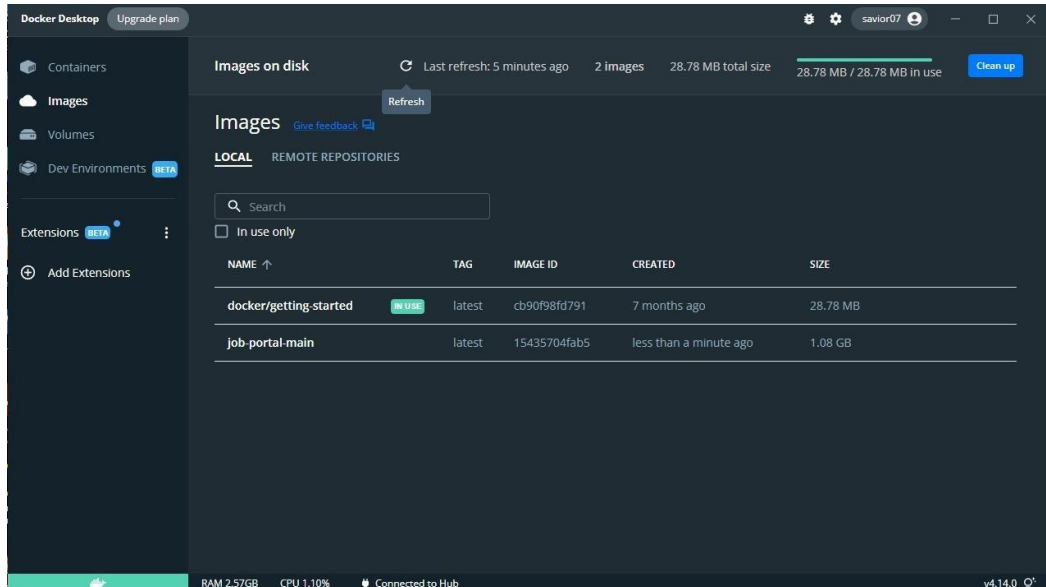 Docker Desktop Upgrade plan savior07
Containers
Images
Volumes
Dev Environments BETA
Extensions BETA
Add Extensions
Images on disk Last refresh: 5 minutes ago 2 images 28.78 MB total size 28.78 MB / 28.78 MB in use Clean up
Refresh
Images Give feedback
LOCAL REMOTE REPOSITORIES
Search
In use only
NAME TAG IMAGE ID CREATED SIZE
docker/getting-started IN USE latest cb90f98fd791 7 months ago 28.78 MB
job-portal-main latest 15435704fab5 less than a minute ago 1.08 GB
RAM 2.57GB CPU 1.10% Connected to Hub v4.14.0